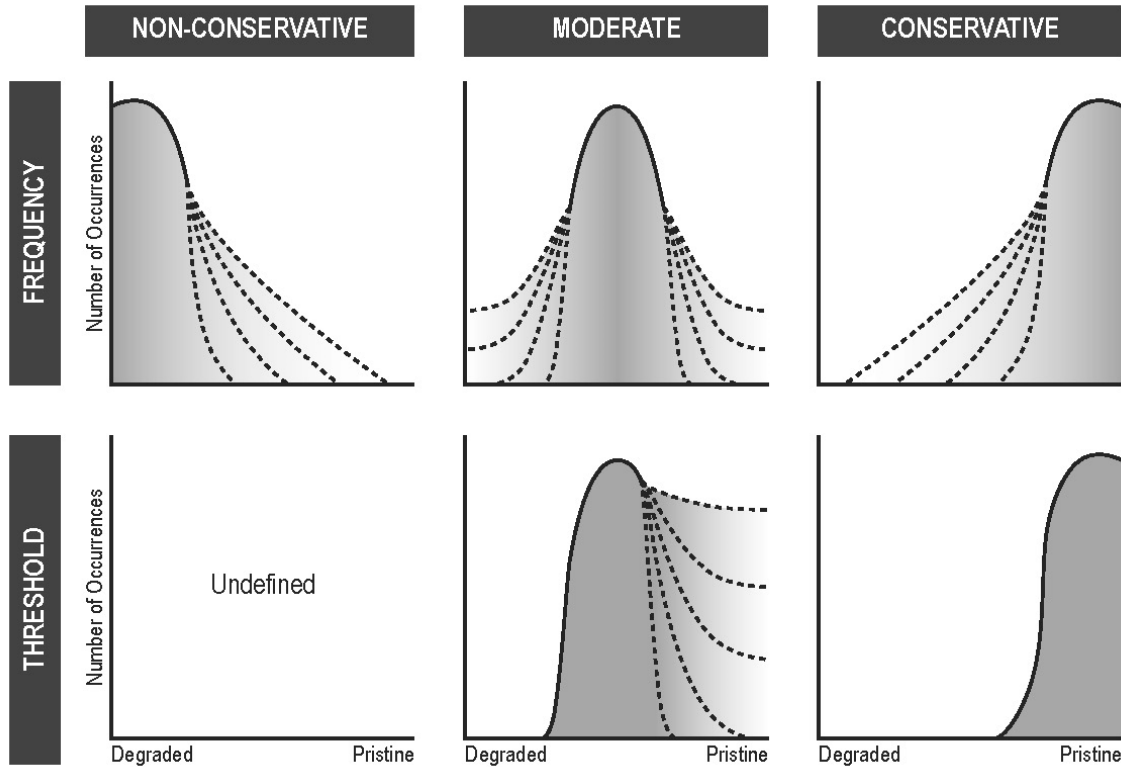 NON-CONSERVATIVE
MODERATE
CONSERVATIVE
FREQUENCY
Number of Occurrences
THRESHOLD
Number of Occurrences
Undefined
Degraded
Pristine
Degraded
Pristine
Degraded
Pristine